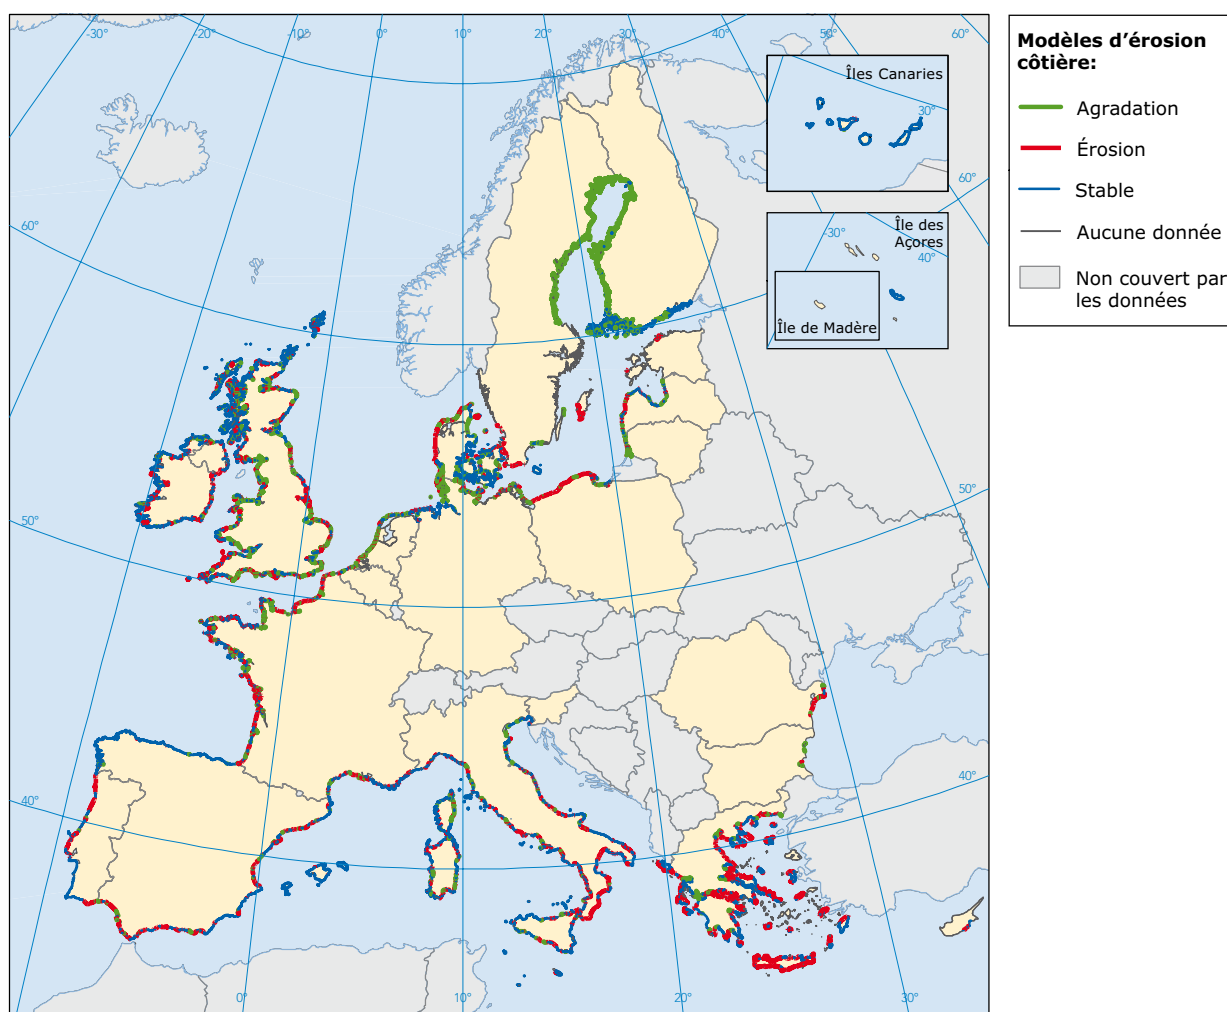 -30°
-20°
-10°
0°
10°
20°
30°
40°
50°
60°
Modèles d'érosion
côtière:
Agradation
Érosion
Stable
Aucune donnée
Non couvert par
les données
Îles Canaries
30°
60°
Île des
Açores
-30°
40°
Île de Madère
60°
50°
50°
40°
40°
0°
10°
20°
30°